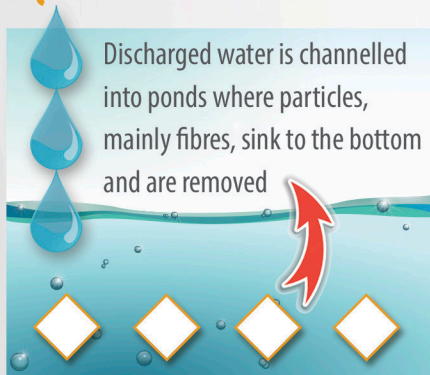 Discharged water is channelled
into ponds where particles,
mainly fibres, sink to the bottom
and are removed